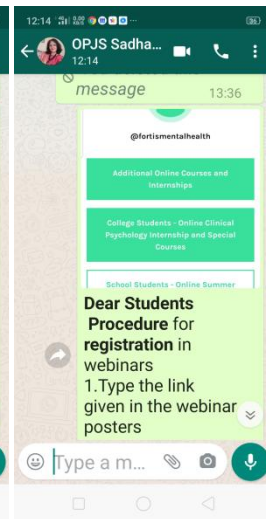 12:14
36
OPJS Sadha...
12:14
message
13:36
@fortismentalhealth
Additional Online Courses and
Internships
College Students - Online Clinical
Psychology Internship and Special
Courses
School Students - Online Summer
Dear Students
Procedure for
registration in
webinars
1.Type the link
given in the webinar
posters
Type a m...